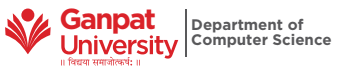 Ganpat
University
॥ विद्यया समाजोत्कर्षः ॥
Department of
Computer Science